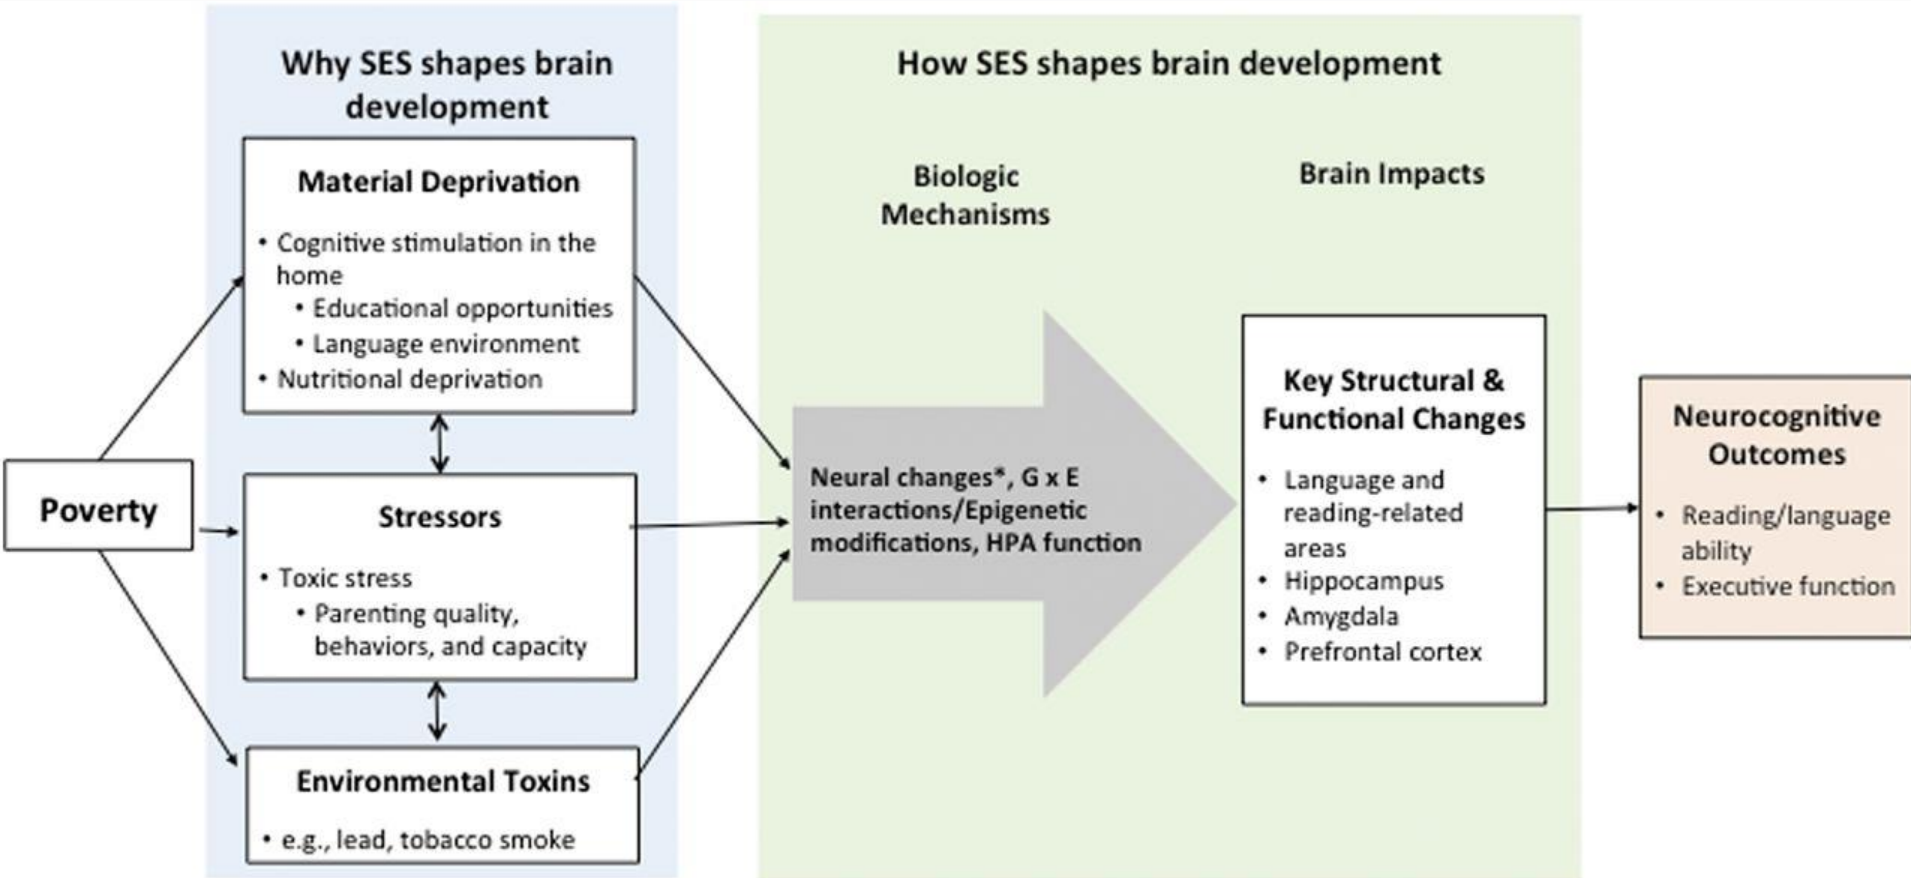 Why SES shapes brain
development
Material Deprivation
• Cognitive stimulation in the
home
• Educational opportunities
• Language environment
• Nutritional deprivation
Poverty
Stressors
• Toxic stress
• Parenting quality,
behaviors, and capacity
Environmental Toxins
• e.g., lead, tobacco smoke
How SES shapes brain development
Biologic
Mechanisms
Neural changes*, G x E
interactions/Epigenetic
modifications, HPA function
Brain Impacts
Key Structural &
Functional Changes
• Language and
reading-related
areas
• Hippocampus
• Amygdala
• Prefrontal cortex
Neurocognitive
Outcomes
• Reading/language
ability
• Executive function